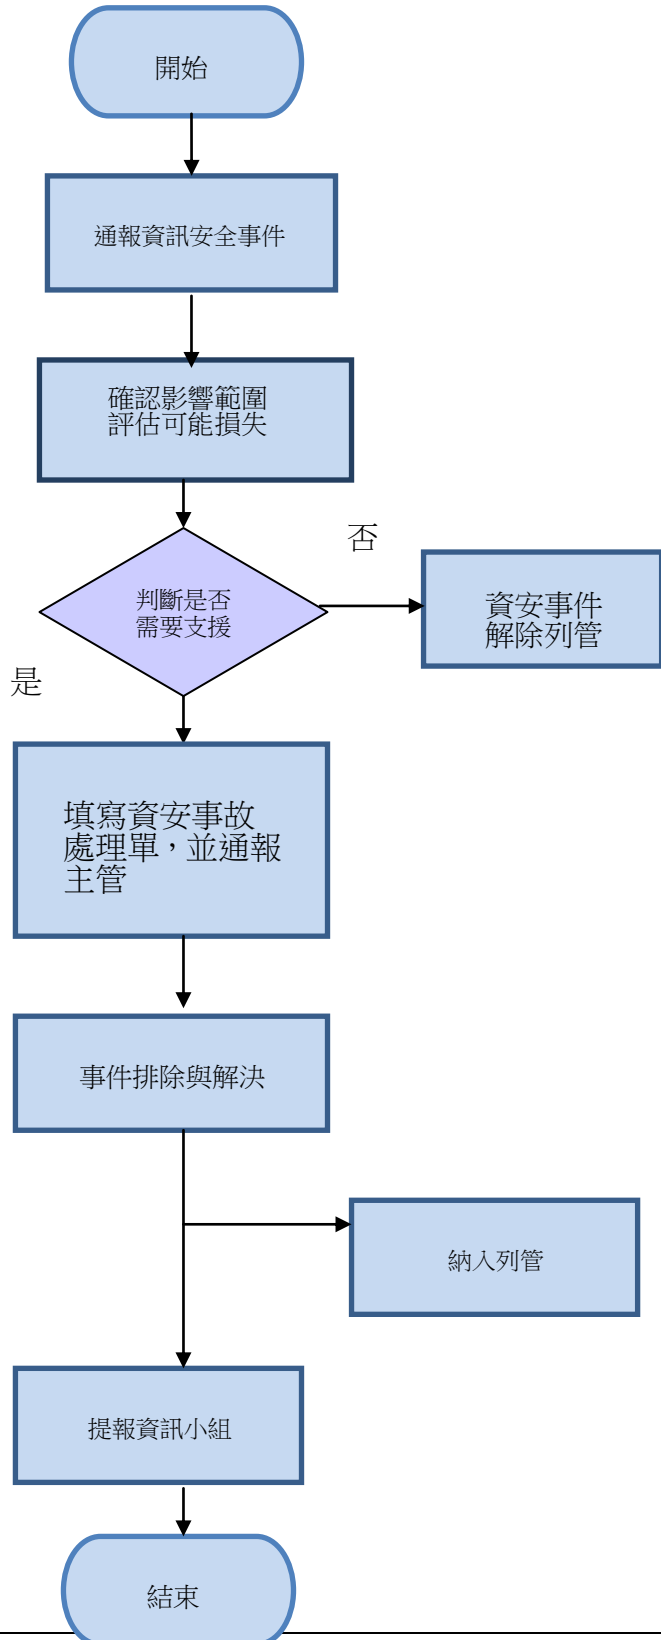 開始
通報資訊安全事件
確認影響範圍
評估可能損失
否
判斷是否
需要支援
資安事件
解除列管
是
填寫資安事故
處理單，並通報
主管
事件排除與解決
納入列管
提報資訊小組
結束